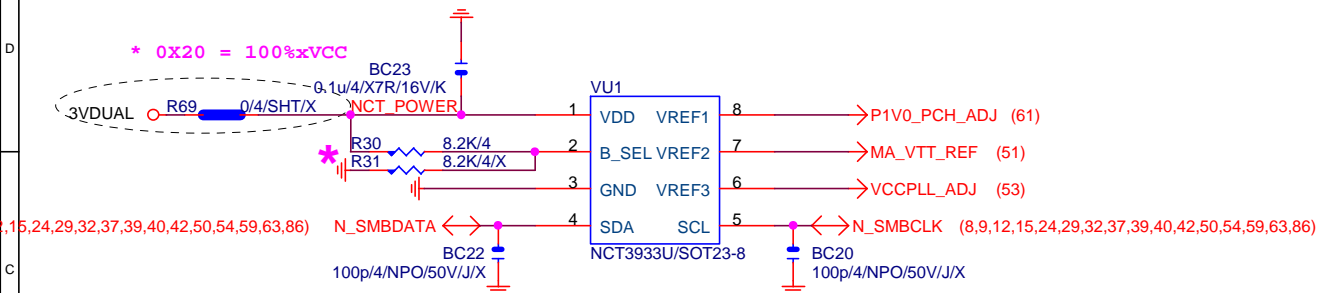 D
* 0X20 = 100%xVCC
BC23
0.1u/4/X7R/16V/K
VU1
3VDUAL R69 0/4/SHT/X NCT_POWER 1 VDD VREF1 8 P1V0_PCH_ADJ (61)
* R30 8.2K/4 2 B_SEL VREF2 7 MA_VTT_REF (51)
R31 8.2K/4/X
3 GND VREF3 6 VCCPLL_ADJ (53)
,15,24,29,32,37,39,40,42,50,54,59,63,86) N_SMBDATA 4 SDA SCL 5 N_SMBCLK (8,9,12,15,24,29,32,37,39,40,42,50,54,59,63,86)
BC22 NCT3933U/SOT23-8 BC20
C 100p/4/NPO/50V/J/X 100p/4/NPO/50V/J/X